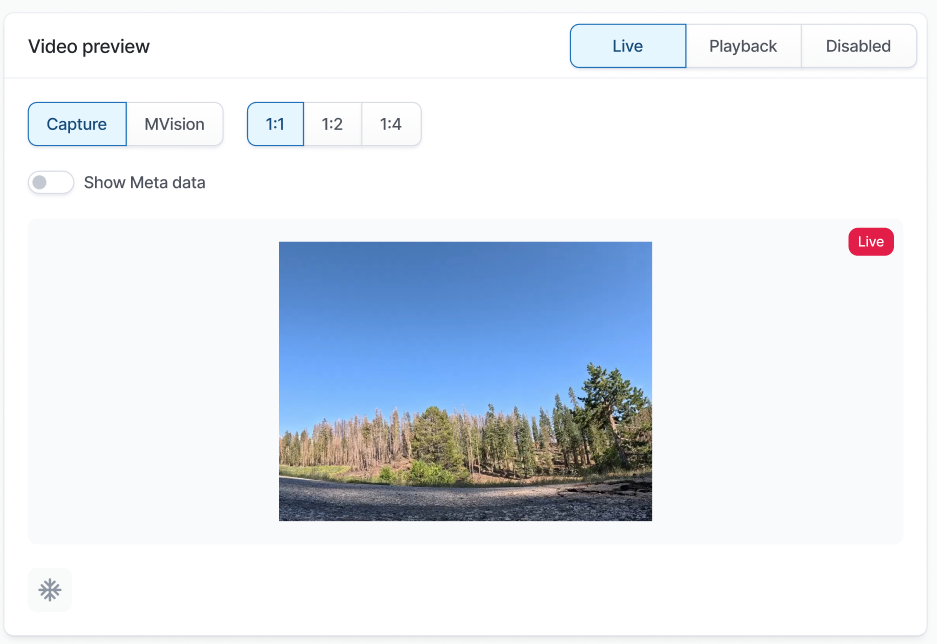 Video preview
Live
Playback
Disabled
Capture
MVision
1:1
1:2
1:4
Show Meta data
Live